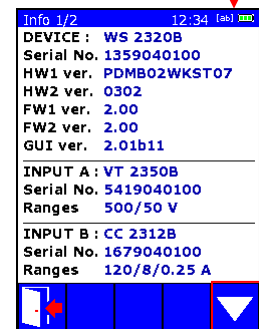 Info 1/2 12:34 [ab]
DEVICE : WS 2320B
Serial No. 1359040100
HW1 ver. PDMB02WKST07
HW2 ver. 0302
FW1 ver. 2.00
FW2 ver. 2.00
GUI ver. 2.01b11
INPUT A : VT 2350B
Serial No. 5419040100
Ranges 500/50 V
INPUT B : CC 2312B
Serial No. 1679040100
Ranges 120/8/0.25 A